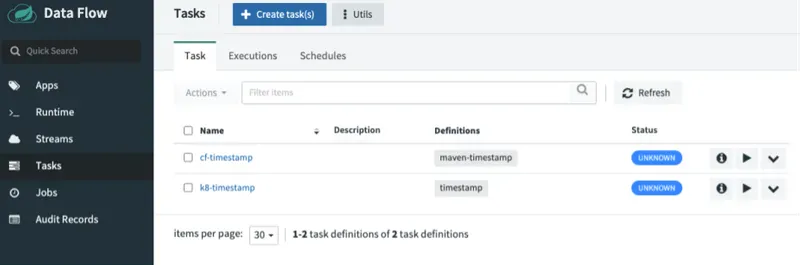 Data Flow
Quick Search
Apps
Runtime
Streams
Tasks
Jobs
Audit Records
Tasks
Create task(s)
Utils
Task Executions Schedules
Actions
Filter items
Refresh
Name Description Definitions Status
cf-timestamp maven-timestamp UNKNOWN
k8-timestamp timestamp UNKNOWN
items per page: 30 1-2 task definitions of 2 task definitions